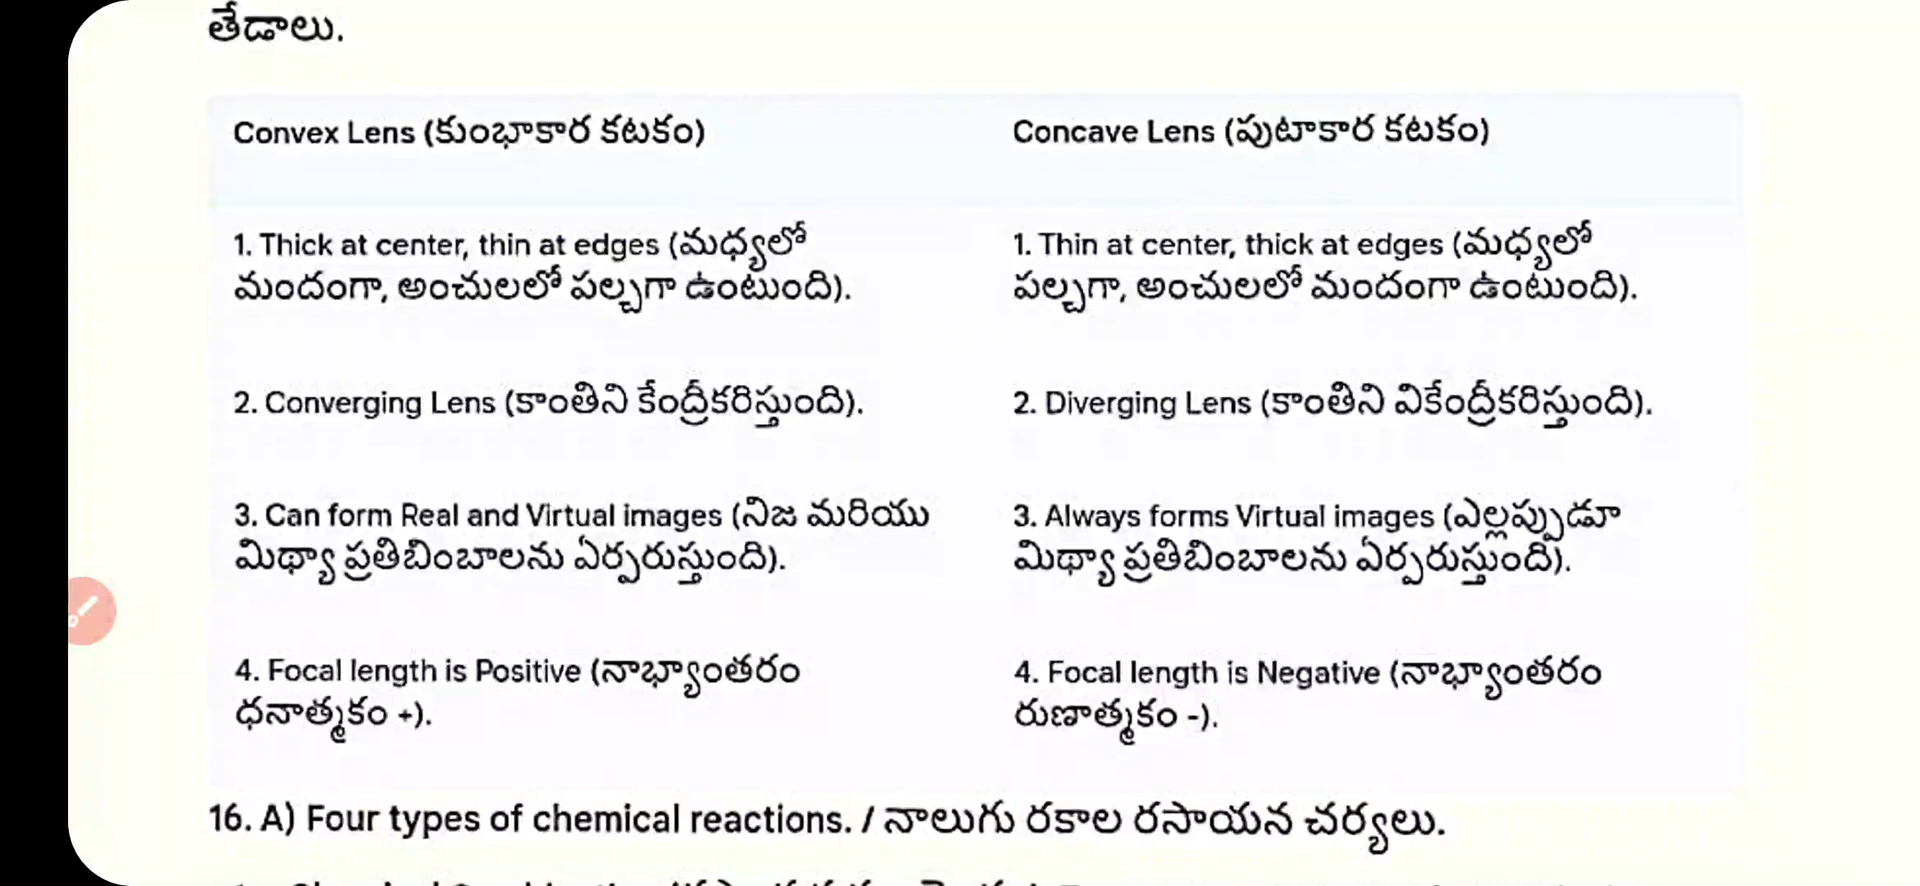 తేడాలు.
Convex Lens (కుంభాకార కటకం)
Concave Lens (పుటాకార కటకం)
1. Thick at center, thin at edges (మధ్యలో
మందంగా, అంచులలో పల్చగా ఉంటుంది).
1. Thin at center, thick at edges (మధ్యలో
పల్చగా, అంచులలో మందంగా ఉంటుంది).
2. Converging Lens (కాంతిని కేంద్రీకరిస్తుంది).
2. Diverging Lens (కాంతిని వికేంద్రీకరిస్తుంది).
3. Can form Real and Virtual images (నిజ మరియు
మిథ్యా ప్రతిబింబాలను ఏర్పరుస్తుంది).
3. Always forms Virtual images (ఎల్లప్పుడూ
మిథ్యా ప్రతిబింబాలను ఏర్పరుస్తుంది).
4. Focal length is Positive (నాభ్యాంతరం
ధనాత్మకం +).
4. Focal length is Negative (నాభ్యాంతరం
రుణాత్మకం -).
16. A) Four types of chemical reactions. / నాలుగు రకాల రసాయన చర్యలు.